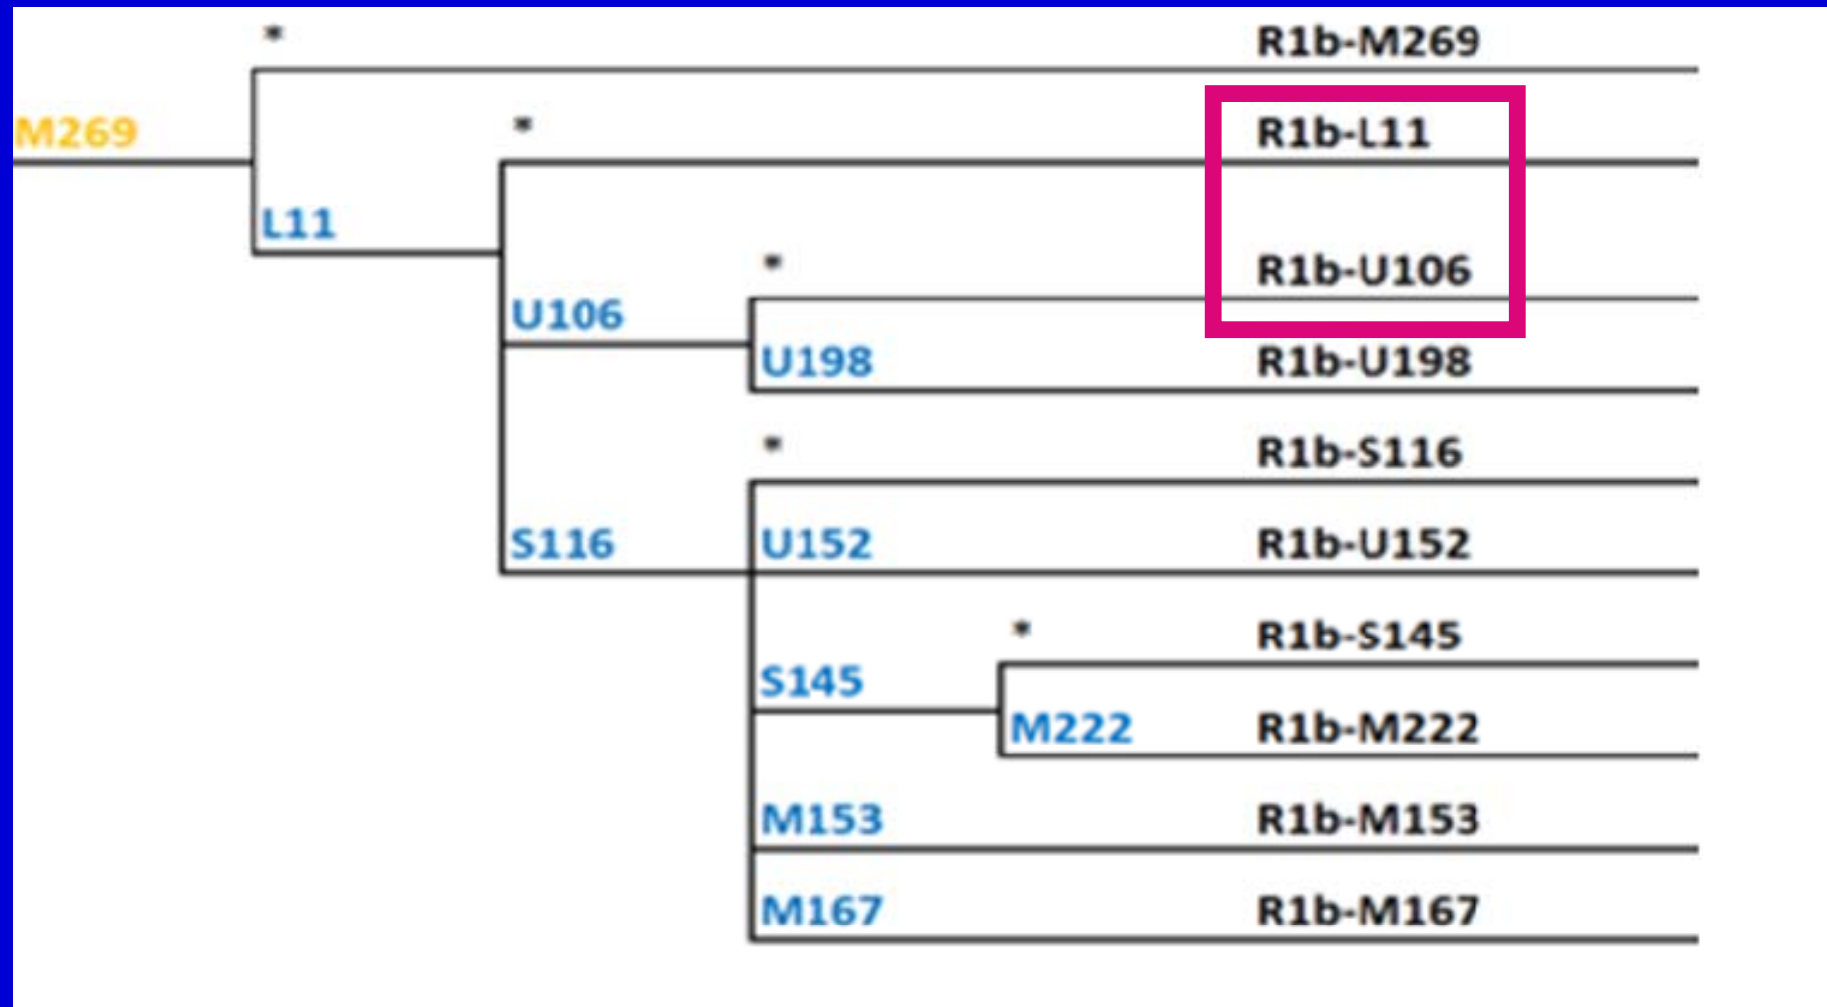 * R1b-M269
M269 * R1b-L11
L11
* R1b-U106
U106
U198 R1b-U198
* R1b-S116
S116 U152 R1b-U152
* R1b-S145
S145
M222 R1b-M222
M153 R1b-M153
M167 R1b-M167